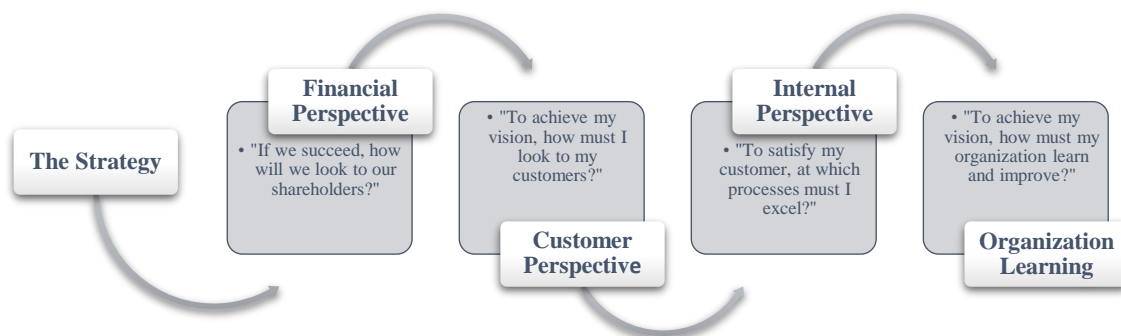 The Strategy
Financial
Perspective
• "If we succeed, how
will we look to our
shareholders?"
• "To achieve my
vision, how must I
look to my
customers?"
Customer
Perspective
Internal
Perspective
• "To satisfy my
customer, at which
processes must I
excel?"
• "To achieve my
vision, how must my
organization learn
and improve?"
Organization
Learning